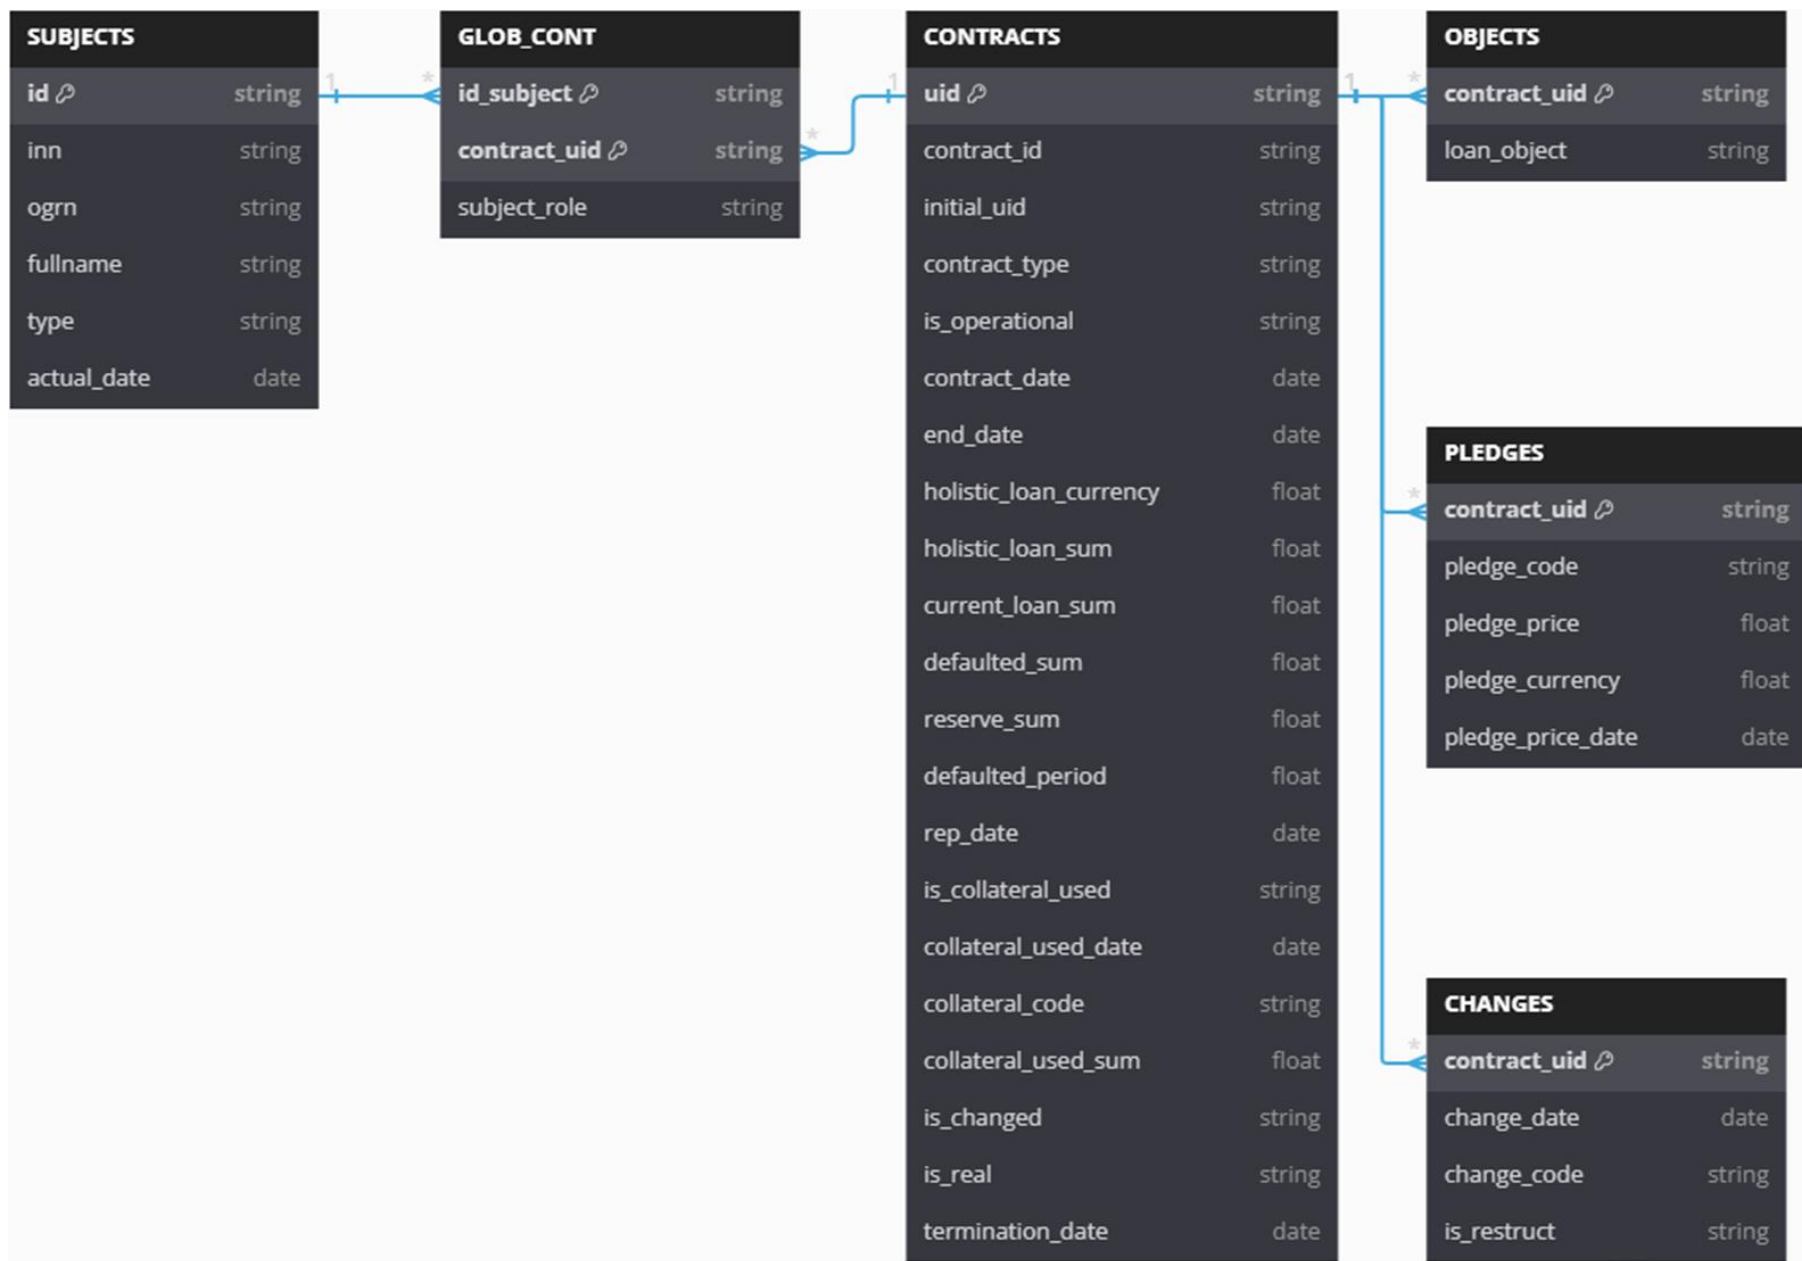 SUBJECTS
id string
inn string
ogrn string
fullname string
type string
actual_date date
1 *
GLOB_CONT
id_subject string
contract_uid string
subject_role string
* 1
CONTRACTS
uid string
contract_id string
initial_uid string
contract_type string
is_operational string
contract_date date
end_date date
holistic_loan_currency float
holistic_loan_sum float
current_loan_sum float
defaulted_sum float
reserve_sum float
defaulted_period float
rep_date date
is_collateral_used string
collateral_used_date date
collateral_code string
collateral_used_sum float
is_changed string
is_real string
termination_date date
1 *
OBJECTS
contract_uid string
loan_object string
*
PLEDGES
contract_uid string
pledge_code string
pledge_price float
pledge_currency float
pledge_price_date date
*
CHANGES
contract_uid string
change_date date
change_code string
is_restruct string